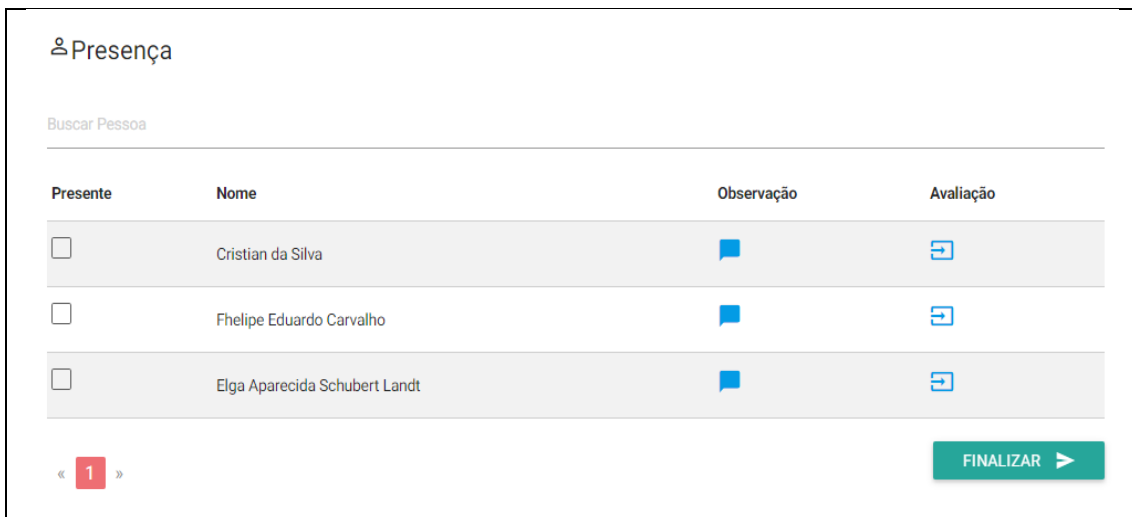 Presença
Buscar Pessoa
Presente Nome Observação Avaliação
Cristian da Silva
Fhelipe Eduardo Carvalho
Elga Aparecida Schubert Landt
« 1 »
FINALIZAR